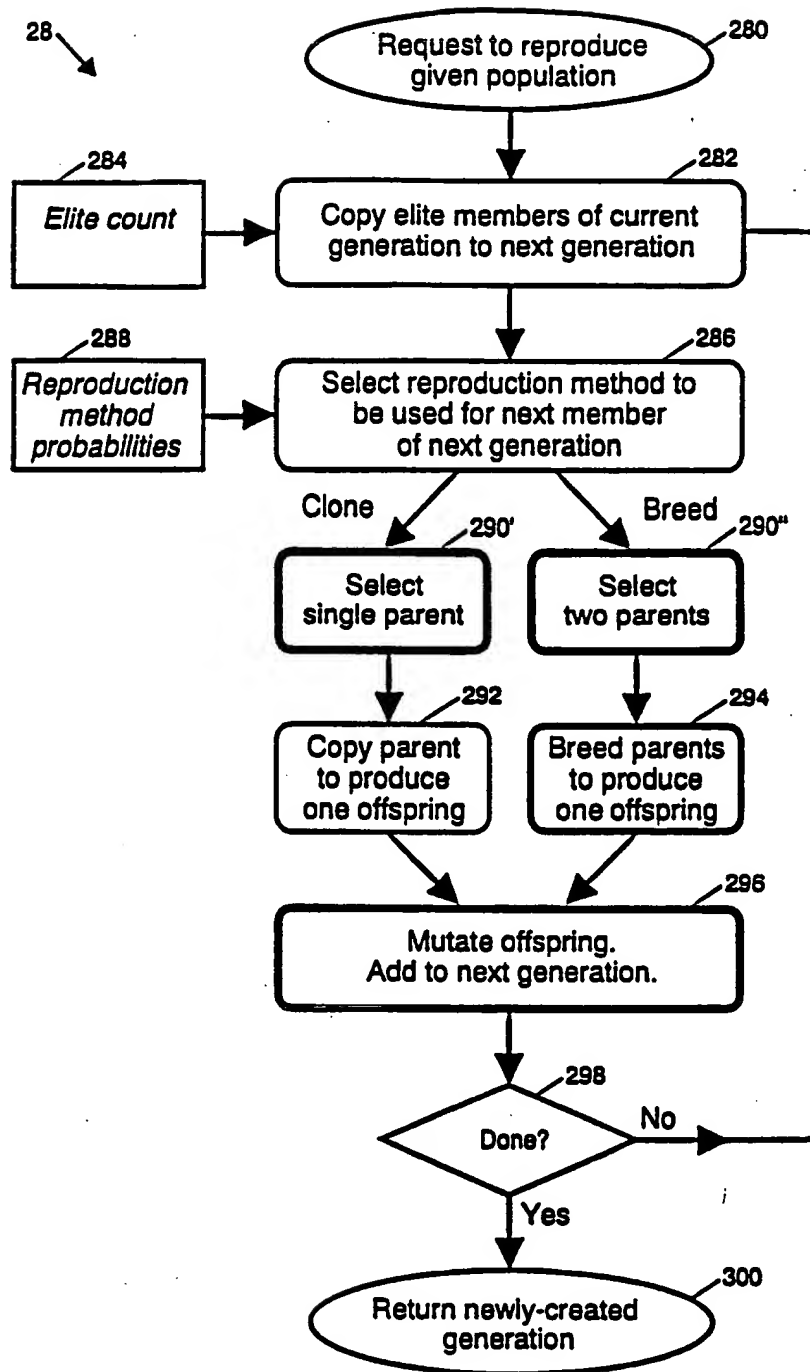 28
Request to reproduce
given population
280
284
Elite count
282
Copy elite members of current
generation to next generation
288
Reproduction
method
probabilities
286
Select reproduction method to
be used for next member
of next generation
Clone
Breed
290'
Select
single parent
290"
Select
two parents
292
Copy parent
to produce
one offspring
294
Breed parents
to produce
one offspring
296
Mutate offspring.
Add to next generation.
298
Done?
No
Yes
i
300
Return newly-created
generation